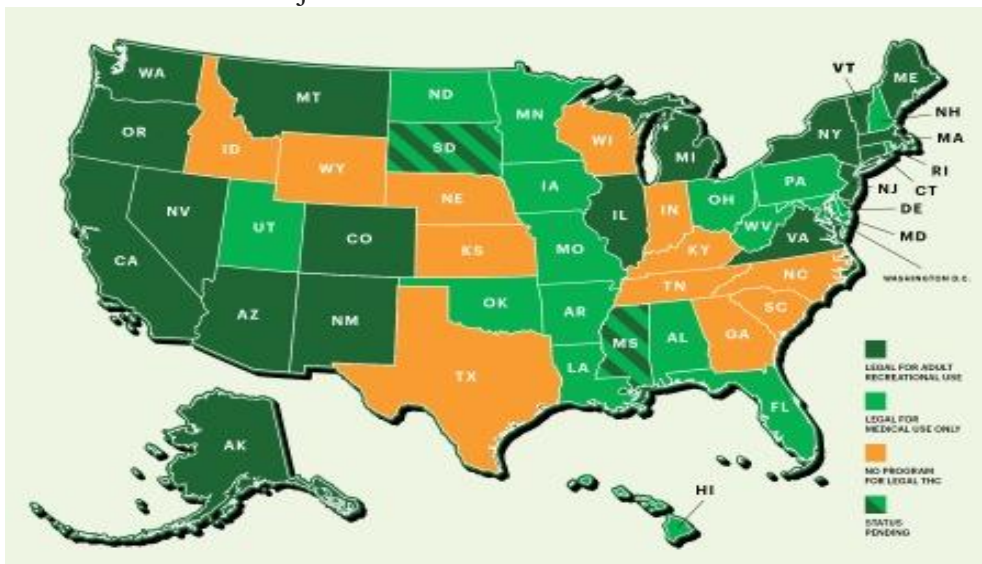 WA
MT
ND
MN
VT
ME
OR
ID
WY
SD
WI
MI
NY
NH
MA
RI
CT
NJ
DE
MD
WASHINGTON D.C.
NV
UT
CO
NE
IA
IL
IN
OH
PA
WV
VA
CA
KS
MO
KY
AZ
NM
OK
AR
TN
NC
SC
TX
LA
MS
AL
GA
FL
AK
HI
LEGAL FOR ADULT
RECREATIONAL USE
LEGAL FOR
MEDICAL USE ONLY
NO PROGRAM
FOR LEGAL THC
STATUS
PENDING